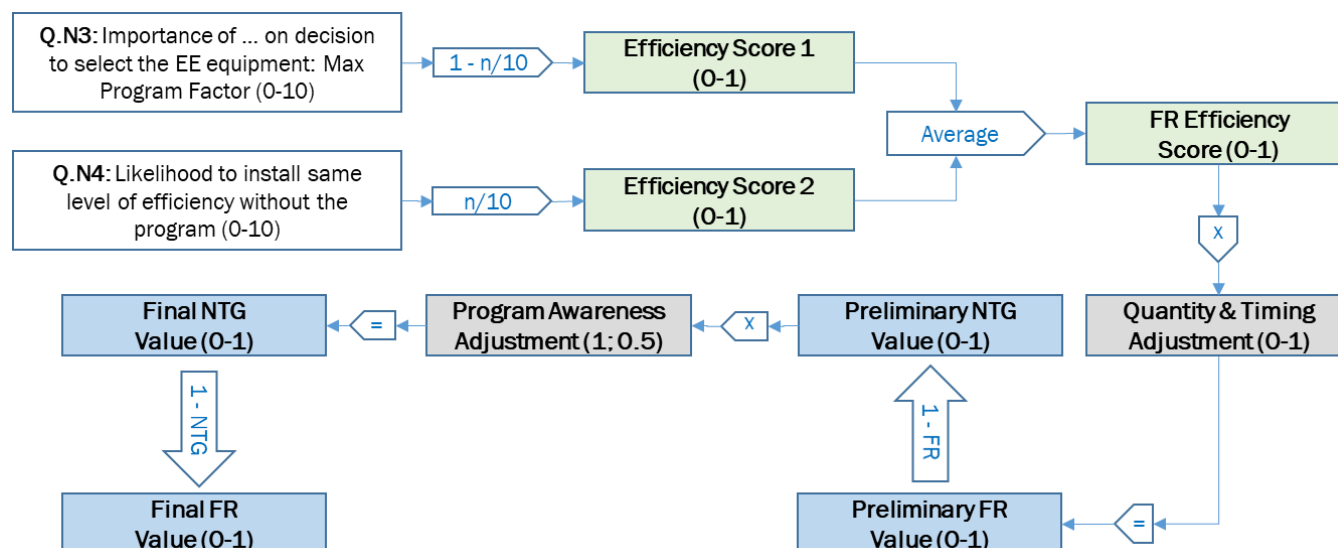 Q.N3: Importance of ... on decision
to select the EE equipment: Max
Program Factor (0-10)
1 - n/10
Efficiency Score 1
(0-1)
Average
FR Efficiency
Score (0-1)
Q.N4: Likelihood to install same
level of efficiency without the
program (0-10)
n/10
Efficiency Score 2
(0-1)
x
Final NTG
Value (0-1)
=
Program Awareness
Adjustment (1; 0.5)
x
Preliminary NTG
Value (0-1)
Quantity & Timing
Adjustment (0-1)
1 - NTG
1 - FR
Final FR
Value (0-1)
Preliminary FR
Value (0-1)
=